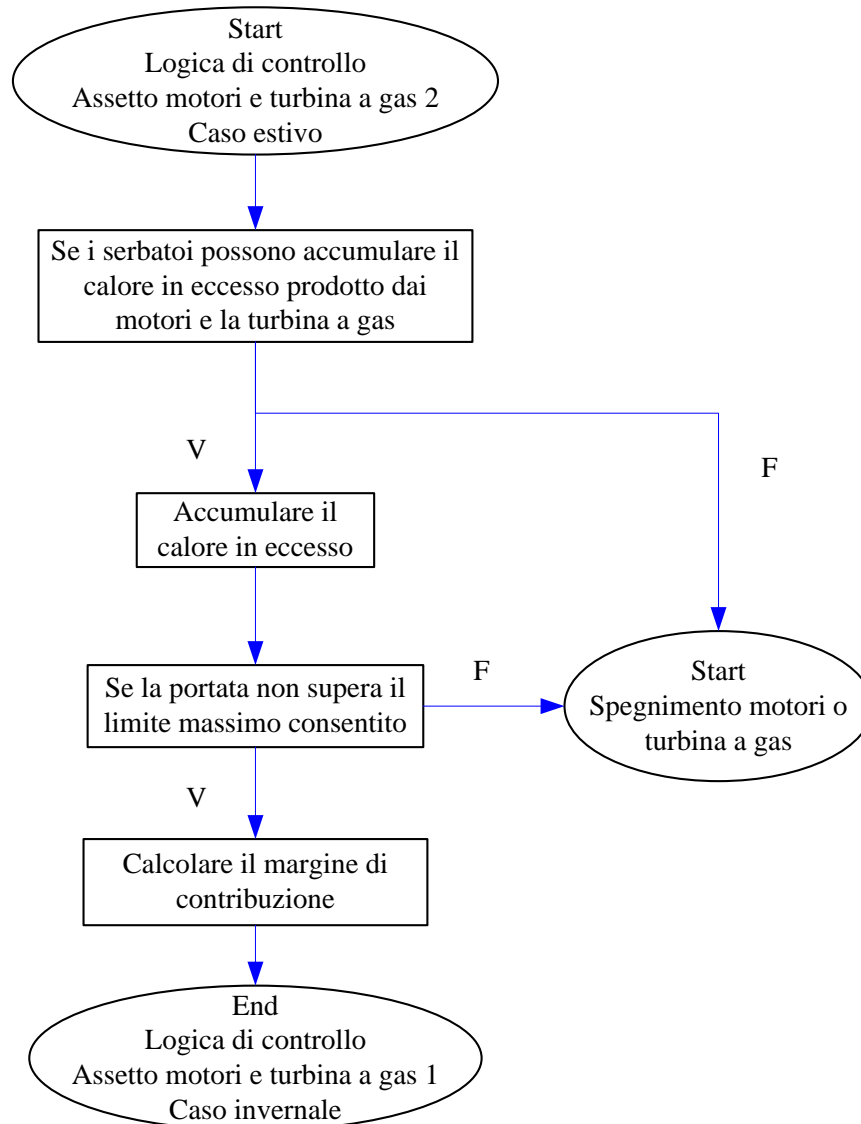 Start
Logica di controllo
Assetto motori e turbina a gas 2
Caso estivo
Se i serbatoi possono accumulare il
calore in eccesso prodotto dai
motori e la turbina a gas
V
F
Accumulare il
calore in eccesso
Se la portata non supera il
limite massimo consentito
F
Start
Spegnimento motori o
turbina a gas
V
Calcolare il margine di
contribuzione
End
Logica di controllo
Assetto motori e turbina a gas 1
Caso invernale